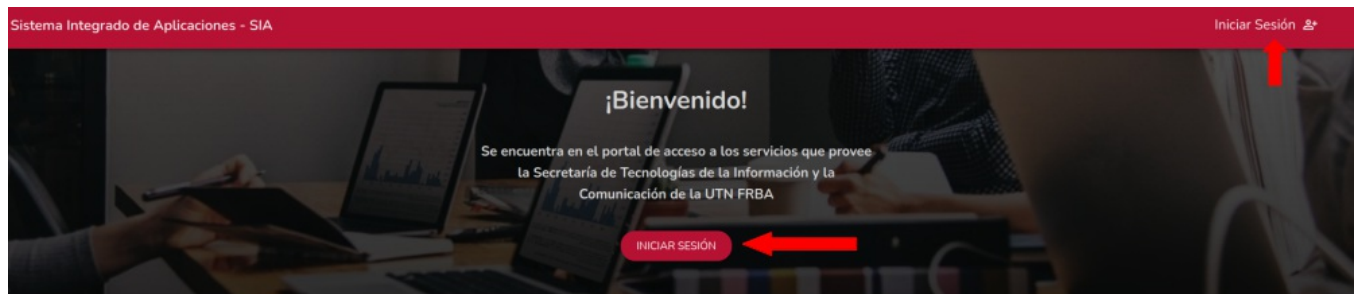 Sistema Integrado de Aplicaciones - SIA
Iniciar Sesión
¡Bienvenido!
Se encuentra en el portal de acceso a los servicios que provee
la Secretaría de Tecnologías de la Información y la
Comunicación de la UTN FRBA
INICIAR SESIÓN